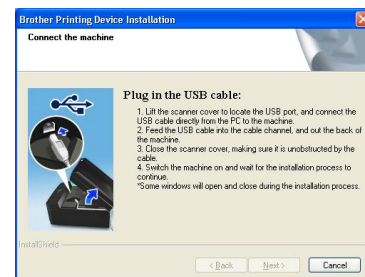 Brother Printing Device Installation
Connect the machine
Plug in the USB cable:
1. Lift the scanner cover to locate the USB port, and connect the
USB cable directly from the PC to the machine.
2. Feed the USB cable into the cable channel, and out the back of
the machine.
3. Close the scanner cover, making sure it is unobstructed by the
cable.
4. Switch the machine on and wait for the installation process to
continue.
*Some windows will open and close during the installation process.
InstallShield
< Back
Next >
Cancel